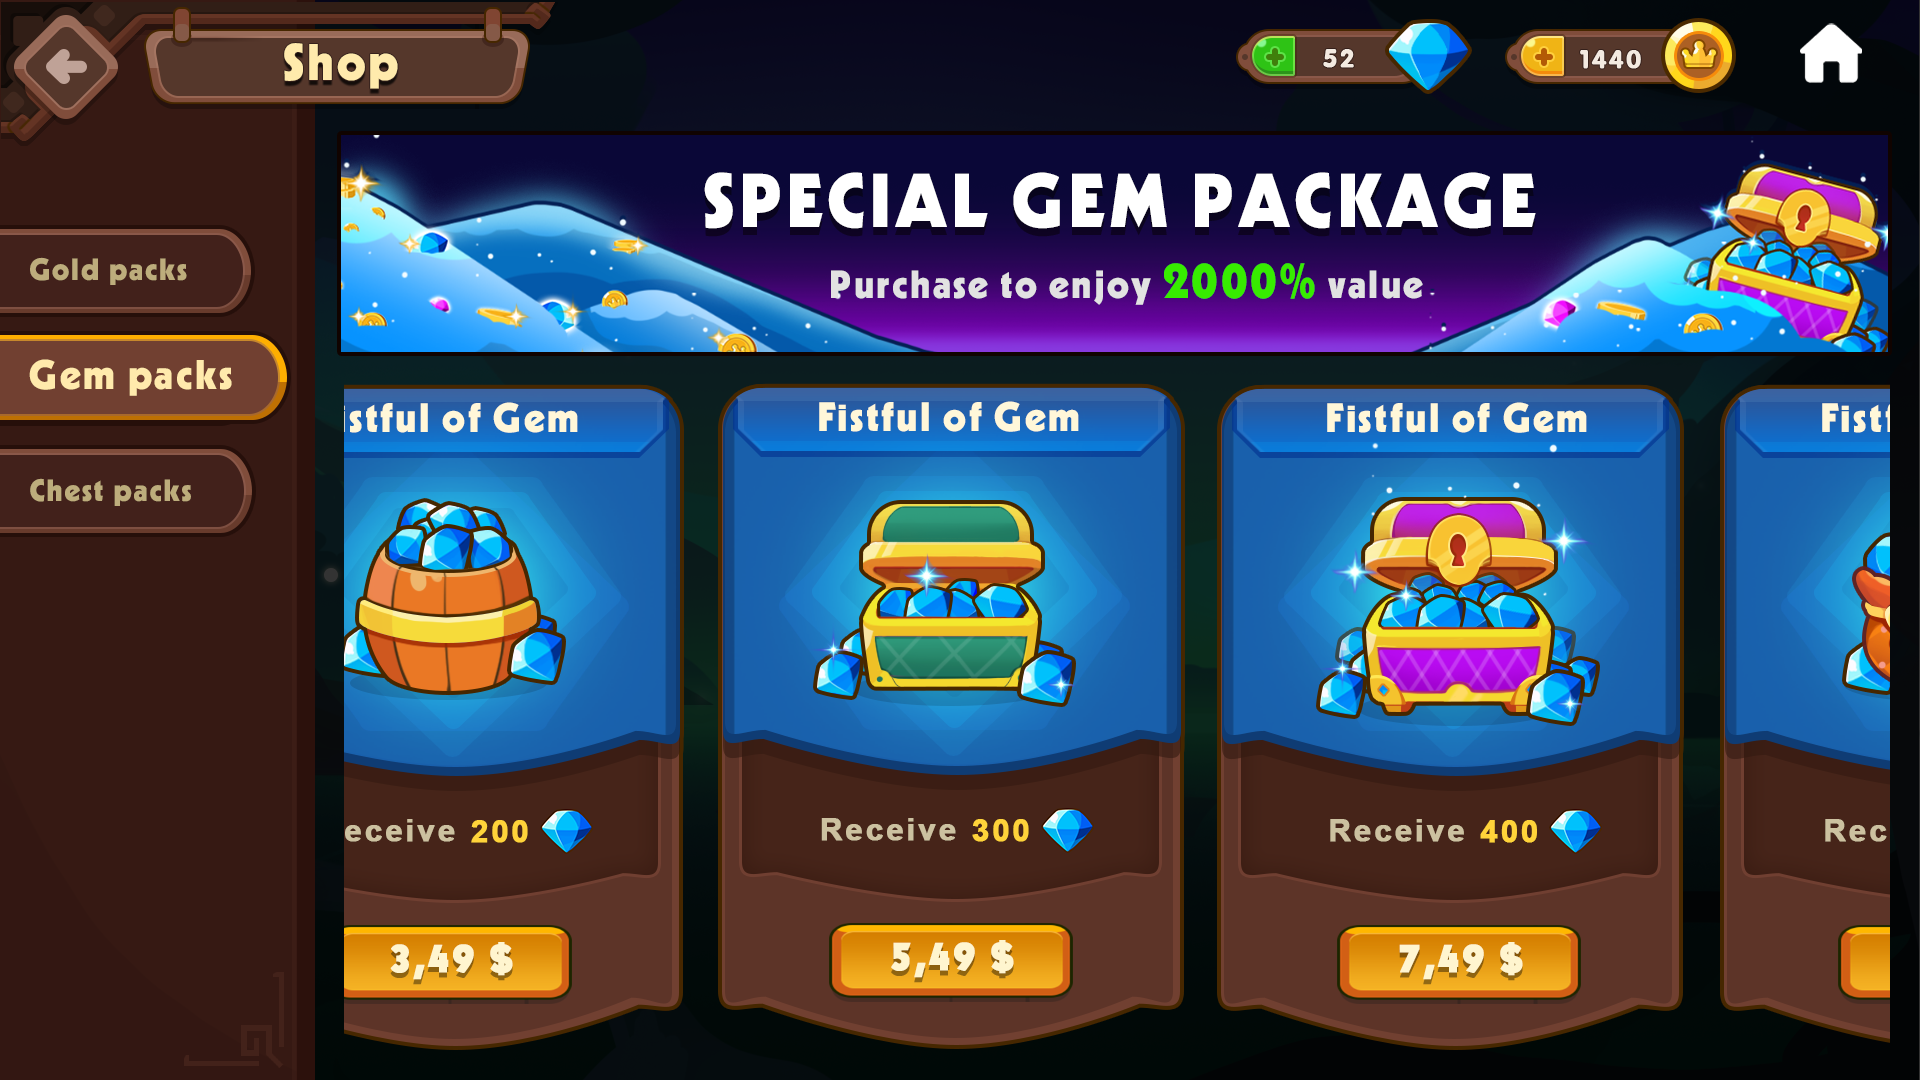 Shop
52
1440
SPECIAL GEM PACKAGE
Purchase to enjoy 2000% value
Gold packs
Gem packs
Chest packs
istful of Gem
eceive 200
3,49 $
Fistful of Gem
Receive 300
5,49 $
Fistful of Gem
Receive 400
7,49 $
Fistf
Rec